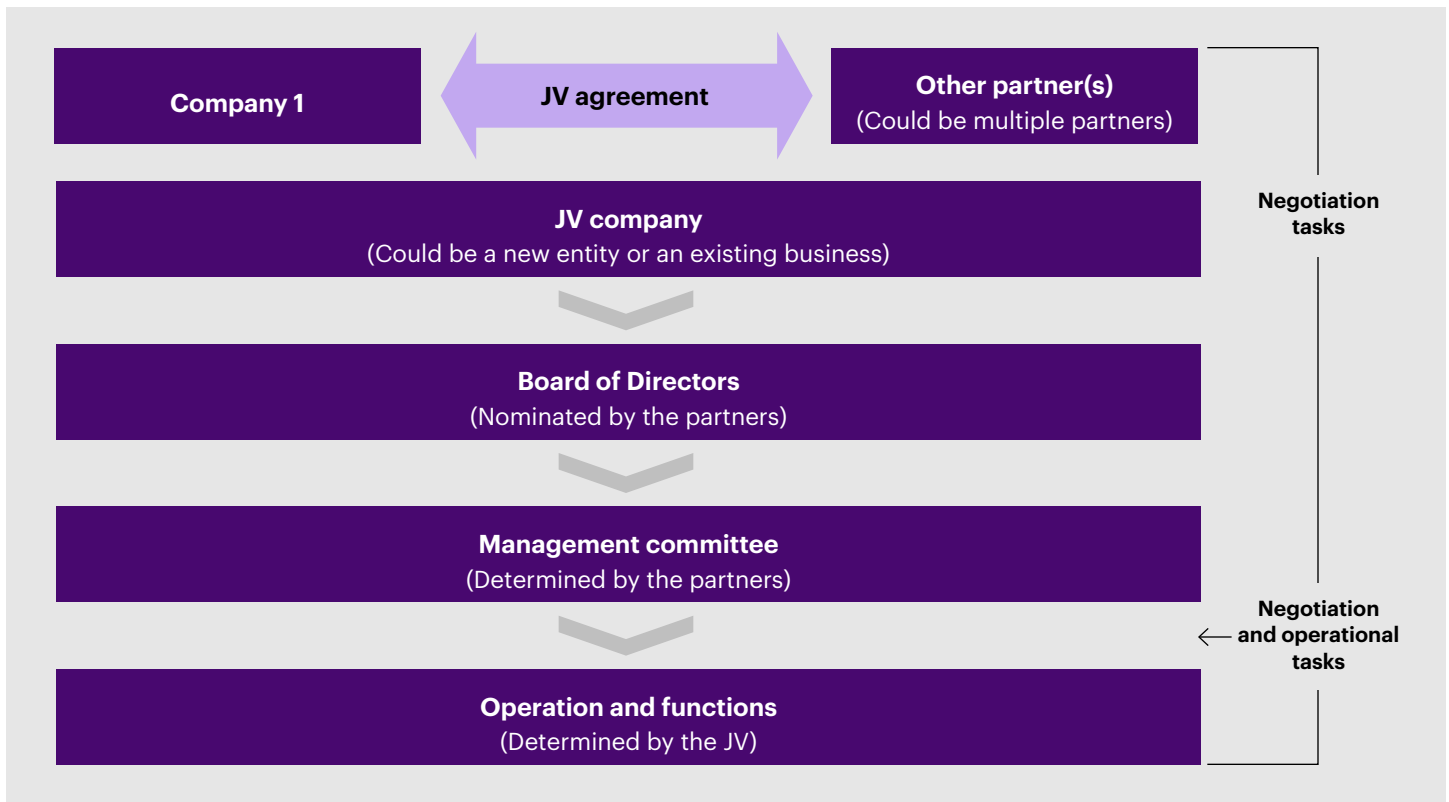 Company 1
JV agreement
Other partner(s)
(Could be multiple partners)
JV company
(Could be a new entity or an existing business)
Negotiation
tasks
Board of Directors
(Nominated by the partners)
Management committee
(Determined by the partners)
Negotiation
and operational
tasks
Operation and functions
(Determined by the JV)